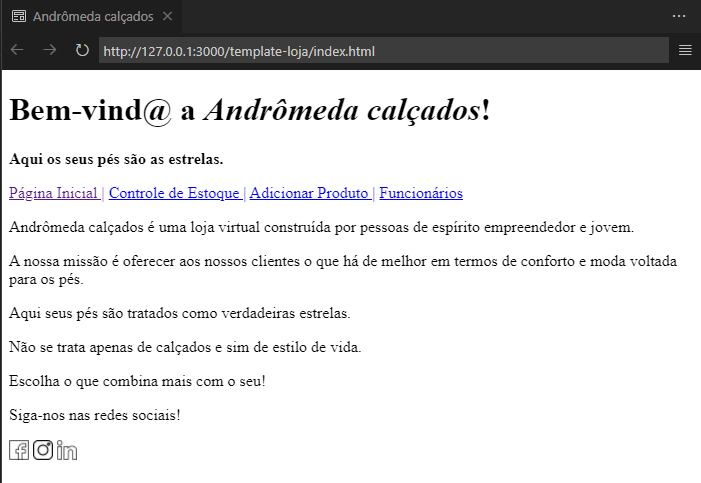 Andrômeda calçados
http://127.0.0.1:3000/template-loja/index.html
Bem-vind@ a Andrômeda calçados!
Aqui os seus pés são as estrelas.
Página Inicial | Controle de Estoque | Adicionar Produto | Funcionários
Andrômeda calçados é uma loja virtual construída por pessoas de espírito empreendedor e jovem.
A nossa missão é oferecer aos nossos clientes o que há de melhor em termos de conforto e moda voltada
para os pés.
Aqui seus pés são tratados como verdadeiras estrelas.
Não se trata apenas de calçados e sim de estilo de vida.
Escolha o que combina mais com o seu!
Siga-nos nas redes sociais!